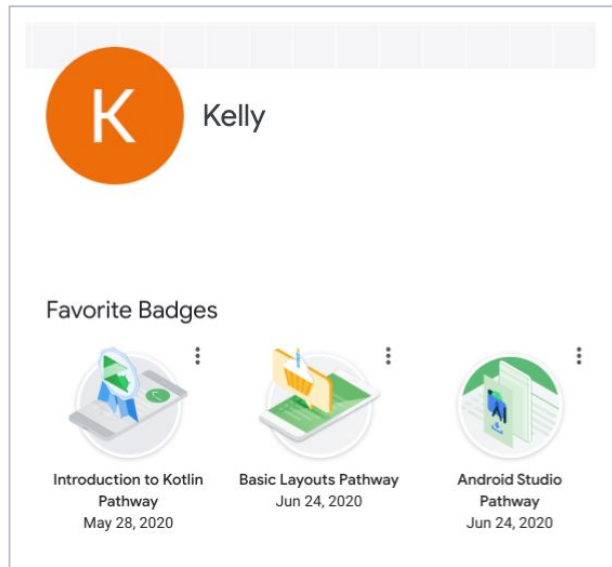 K
Kelly
Favorite Badges
Introduction to Kotlin
Pathway
May 28, 2020
Basic Layouts Pathway
Jun 24, 2020
Android Studio
Pathway
Jun 24, 2020